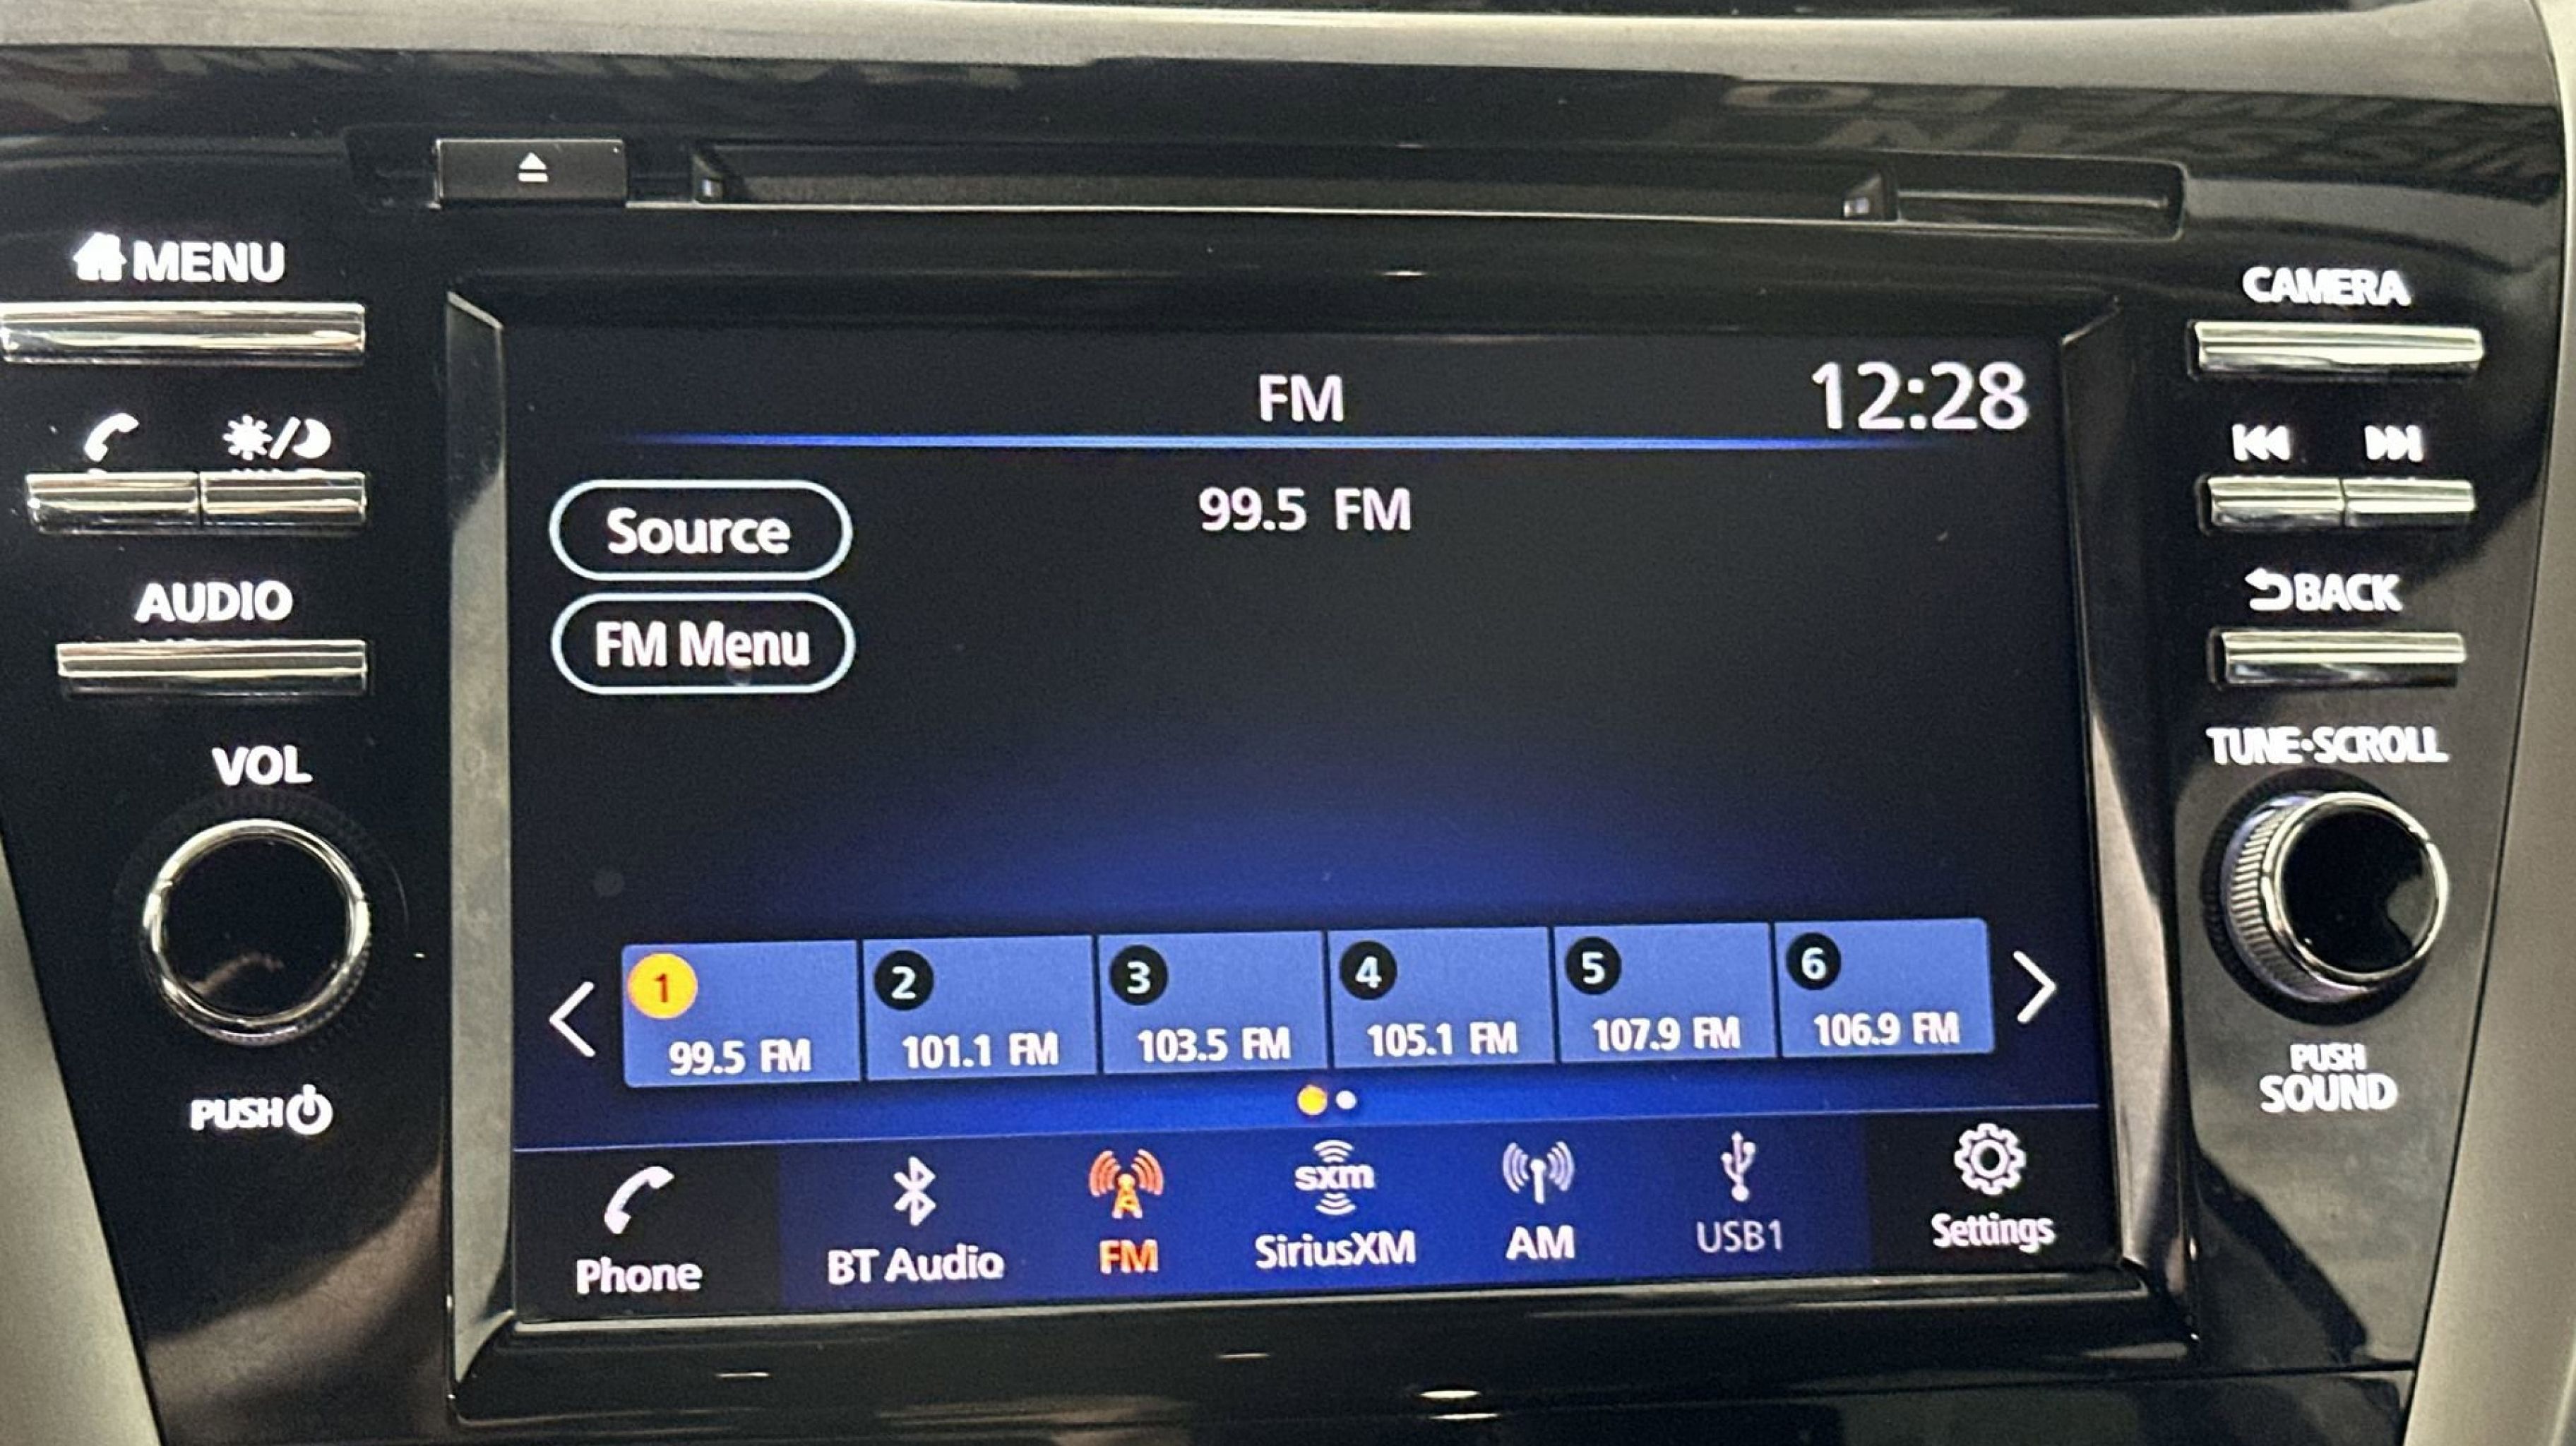 MENU
CAMERA
FM 12:28
99.5 FM
Source
FM Menu
AUDIO
BACK
VOL
TUNE•SCROLL
1 2 3 4 5 6
99.5 FM 101.1 FM 103.5 FM 105.1 FM 107.9 FM 106.9 FM
PUSH
PUSH
SOUND
sxm
Phone BT Audio FM SiriusXM AM USB1 Settings